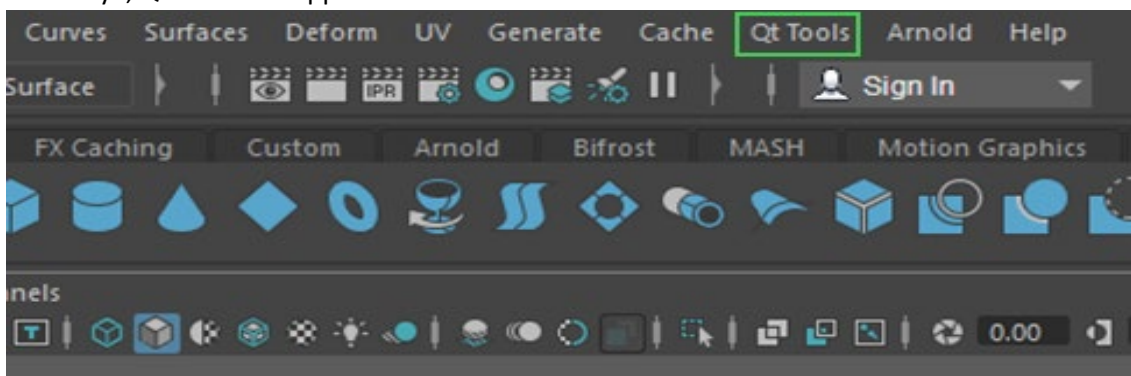 Curves Surfaces Deform UV Generate Cache Qt Tools Arnold Help
Surface IPR Sign In
FX Caching Custom Arnold Bifrost MASH Motion Graphics
nels
T 0.00